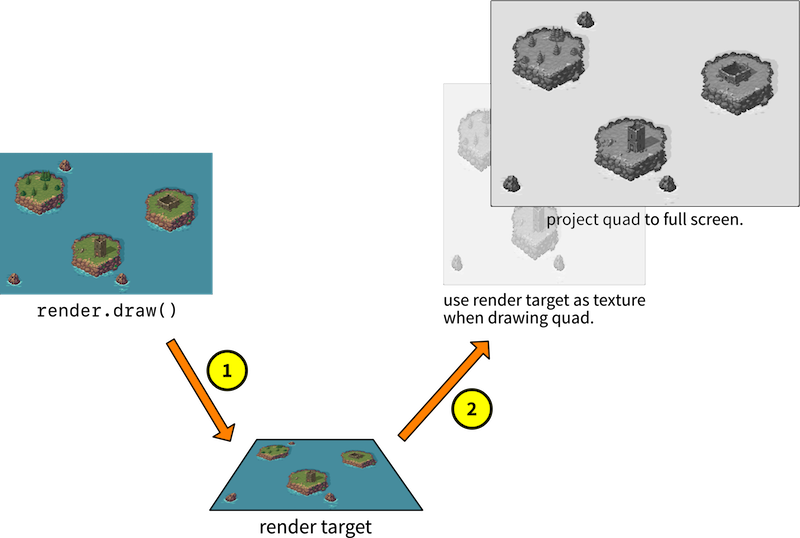 project quad to full screen.
render.draw()
use render target as texture
when drawing quad.
1
2
render target